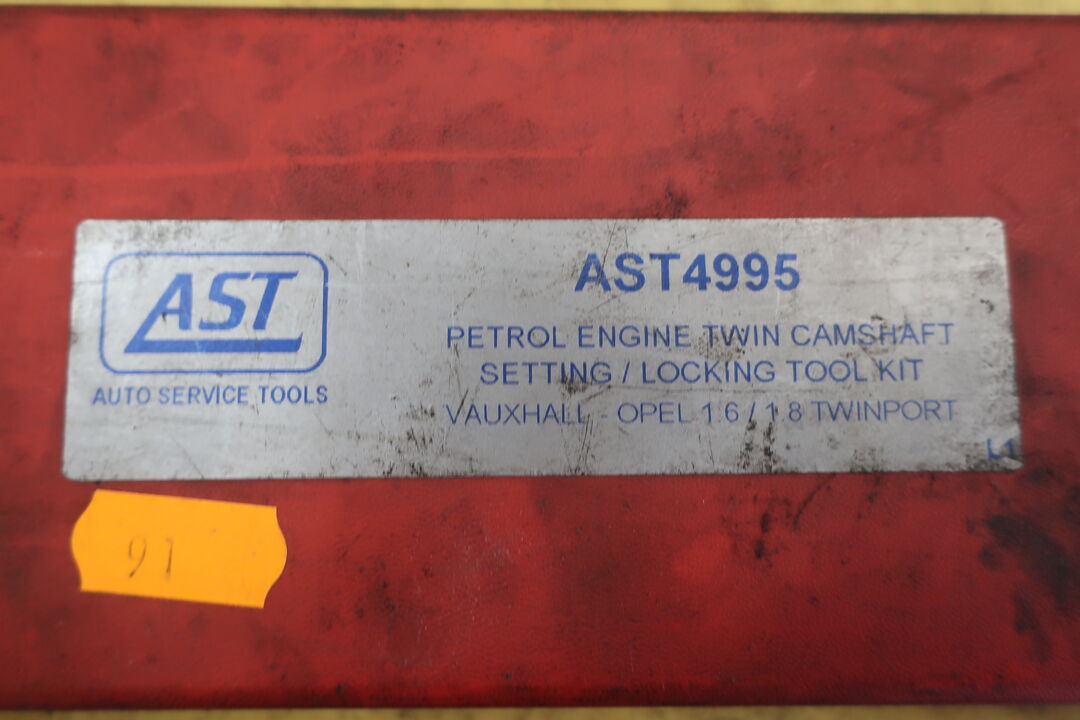 AST
AUTO SERVICE TOOLS
AST4995
PETROL ENGINE TWIN CAMSHAFT
SETTING / LOCKING TOOL KIT
VAUXHALL - OPEL 1.6 / 1.8 TWINPORT
L1
91